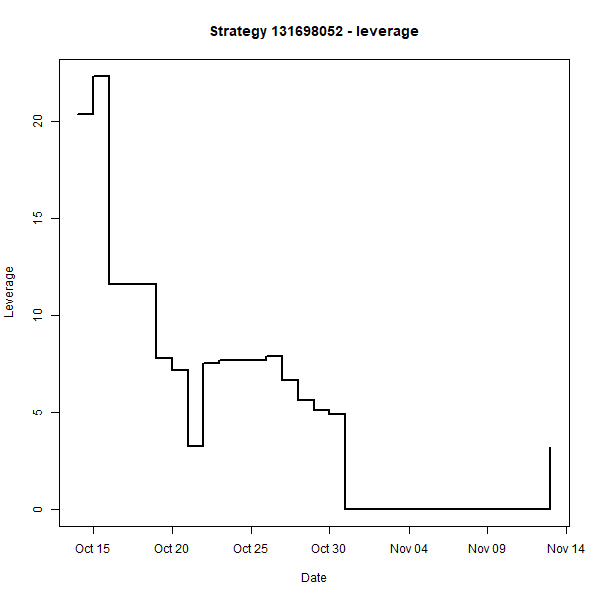 Strategy 131698052 - leverage
Leverage
20
15
10
5
0
Oct 15 Oct 20 Oct 25 Oct 30 Nov 04 Nov 09 Nov 14
Date